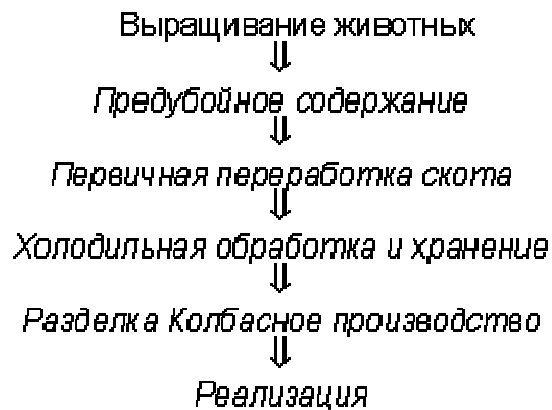 Выращивание животных
Предубойное содержание
Первичная переработка скота
Холодильная обработка и хранение
Разделка Колбасное производство
Реализация